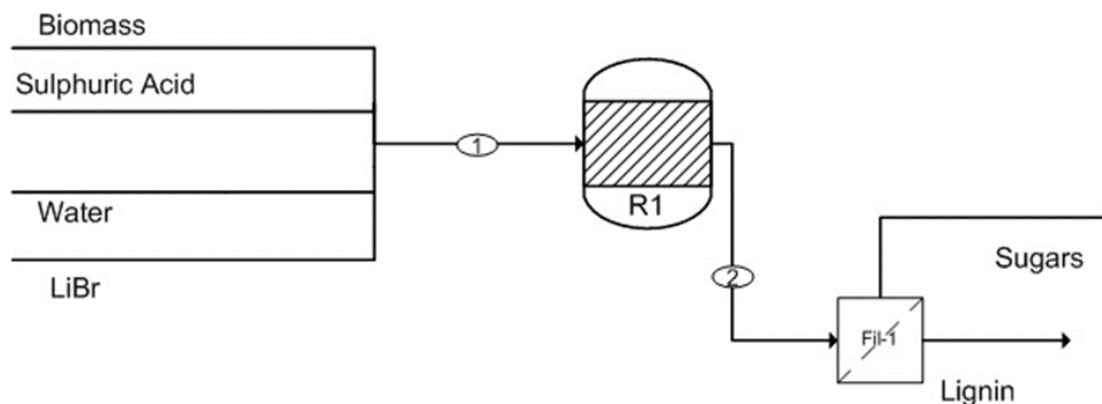 Biomass
Sulphuric Acid
Water
LiBr
1
R1
2
Fil-1
Sugars
Lignin